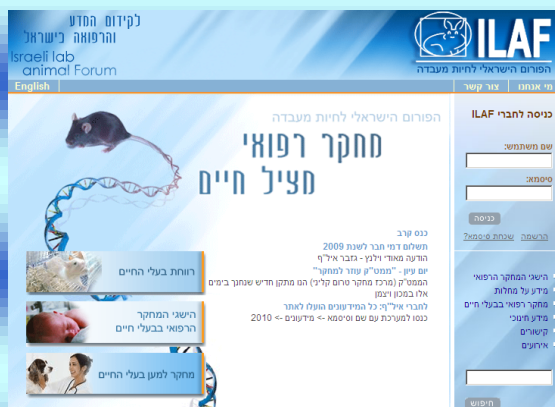 לקידום המדע
והרפואה בישראל
Israeli lab
animal Forum
ILAF
הפורום הישראלי לחיות מעבדה
English
מי אנחנו
צור קשר
הפורום הישראלי לחיות מעבדה
מחקר רפואי
מציל חיים
כניסה לחברי ILAF
שם משתמש:
סיסמא:
כניסה
הרשמה
שכחת סיסמא?
כנס קרב
תשלום דמי חבר לשנת 2009
הודעה מאודי וילנץ - גזבר איל"ף
יום עיון - "ממט"ק עוזר למחקר"
הממט"ק (מרכז מחקר טרום קליני) הנו מתקן חדיש שנחנך בימים
אלו במכון ויצמן
לחברי איל"ף: כל המידעונים הועלו לאתר
כנסו למערכת עם שם וסיסמא -> מידעונים -> 2010
רווחת בעלי החיים
הישגי המחקר
הרפואי בבעלי חיים
מחקר למען בעלי החיים
הישגי המחקר הרפואי
מידע על מחלות
מחקר רפואי בבעלי חיים
מידע חינוכי
קישורים
אירועים
חיפוש